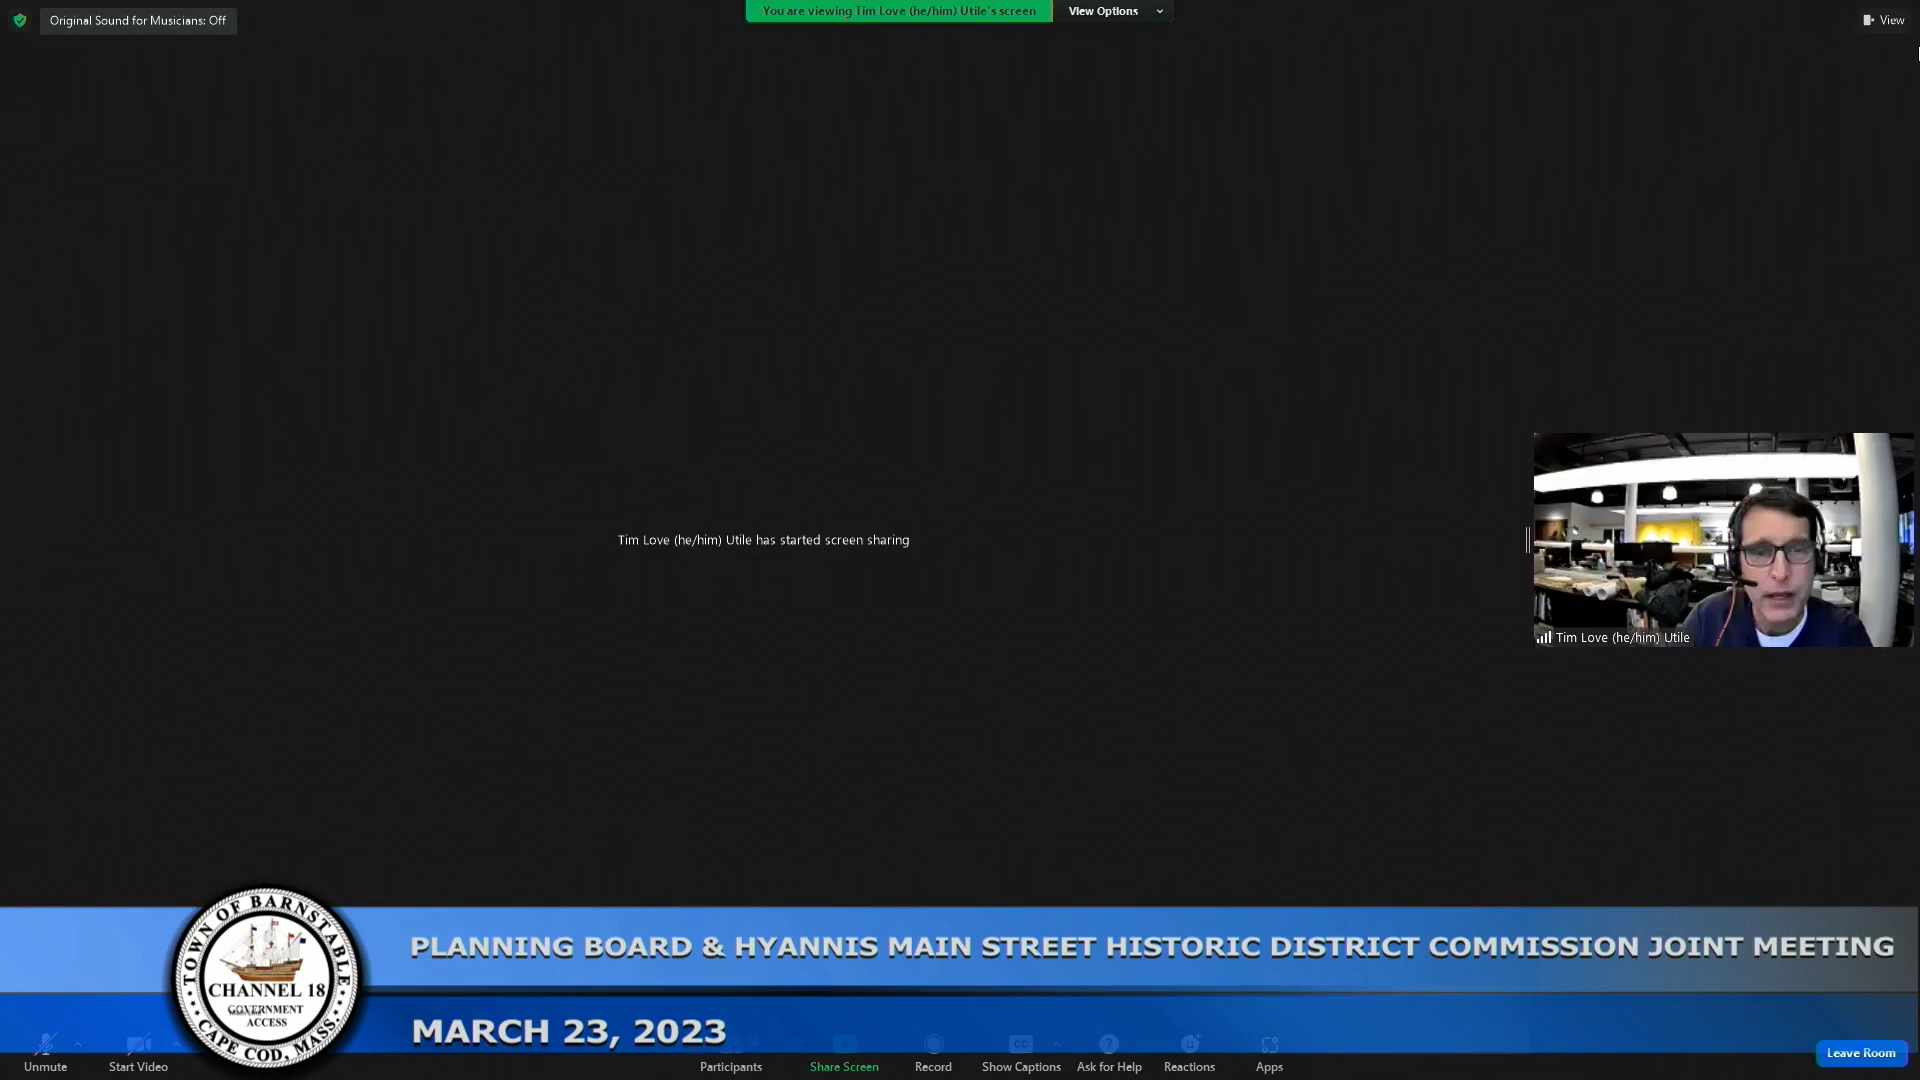 Original Sound for Musicians: Off
You are viewing Tim Love (he/him) Utile's screen
View Options
View
Tim Love (he/him) Utile has started screen sharing
Tim Love (he/him) Utile
TOWN OF BARNSTABLE
CHANNEL 18
GOVERNMENT
ACCESS
CAPE COD, MASS.
PLANNING BOARD & HYANNIS MAIN STREET HISTORIC DISTRICT COMMISSION JOINT MEETING
MARCH 23, 2023
Unmute
Start Video
Participants
Share Screen
Record
CC
Show Captions
Ask for Help
Reactions
Apps
Leave Room